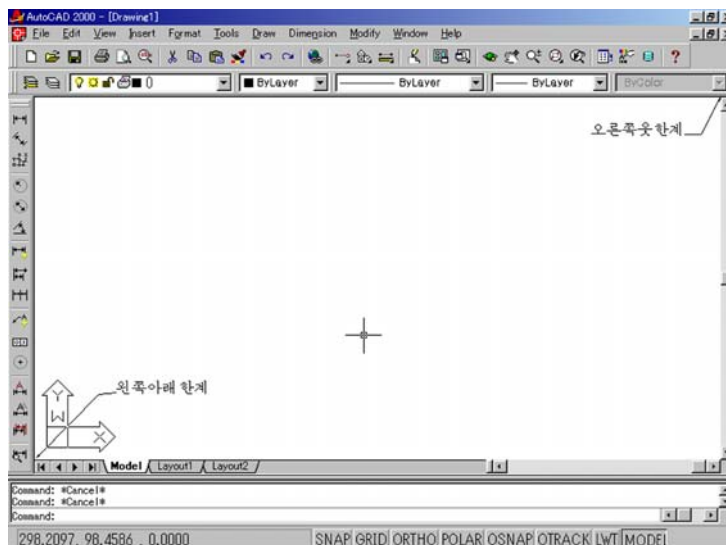 AutoCAD 2000 - [Drawing1]
File Edit View Insert Format Tools Draw Dimension Modify Window Help
0 ByLayer ByLayer ByLayer ByColor
오른쪽웃한계
왼쪽아래한계
Y
W
X
Model Layout1 Layout2
Command: *Cancel*
Command: *Cancel*
Command:
298.2097, 98.4586 , 0.0000 SNAP GRID ORTHO POLAR OSNAP OTRACK LWT MODEL